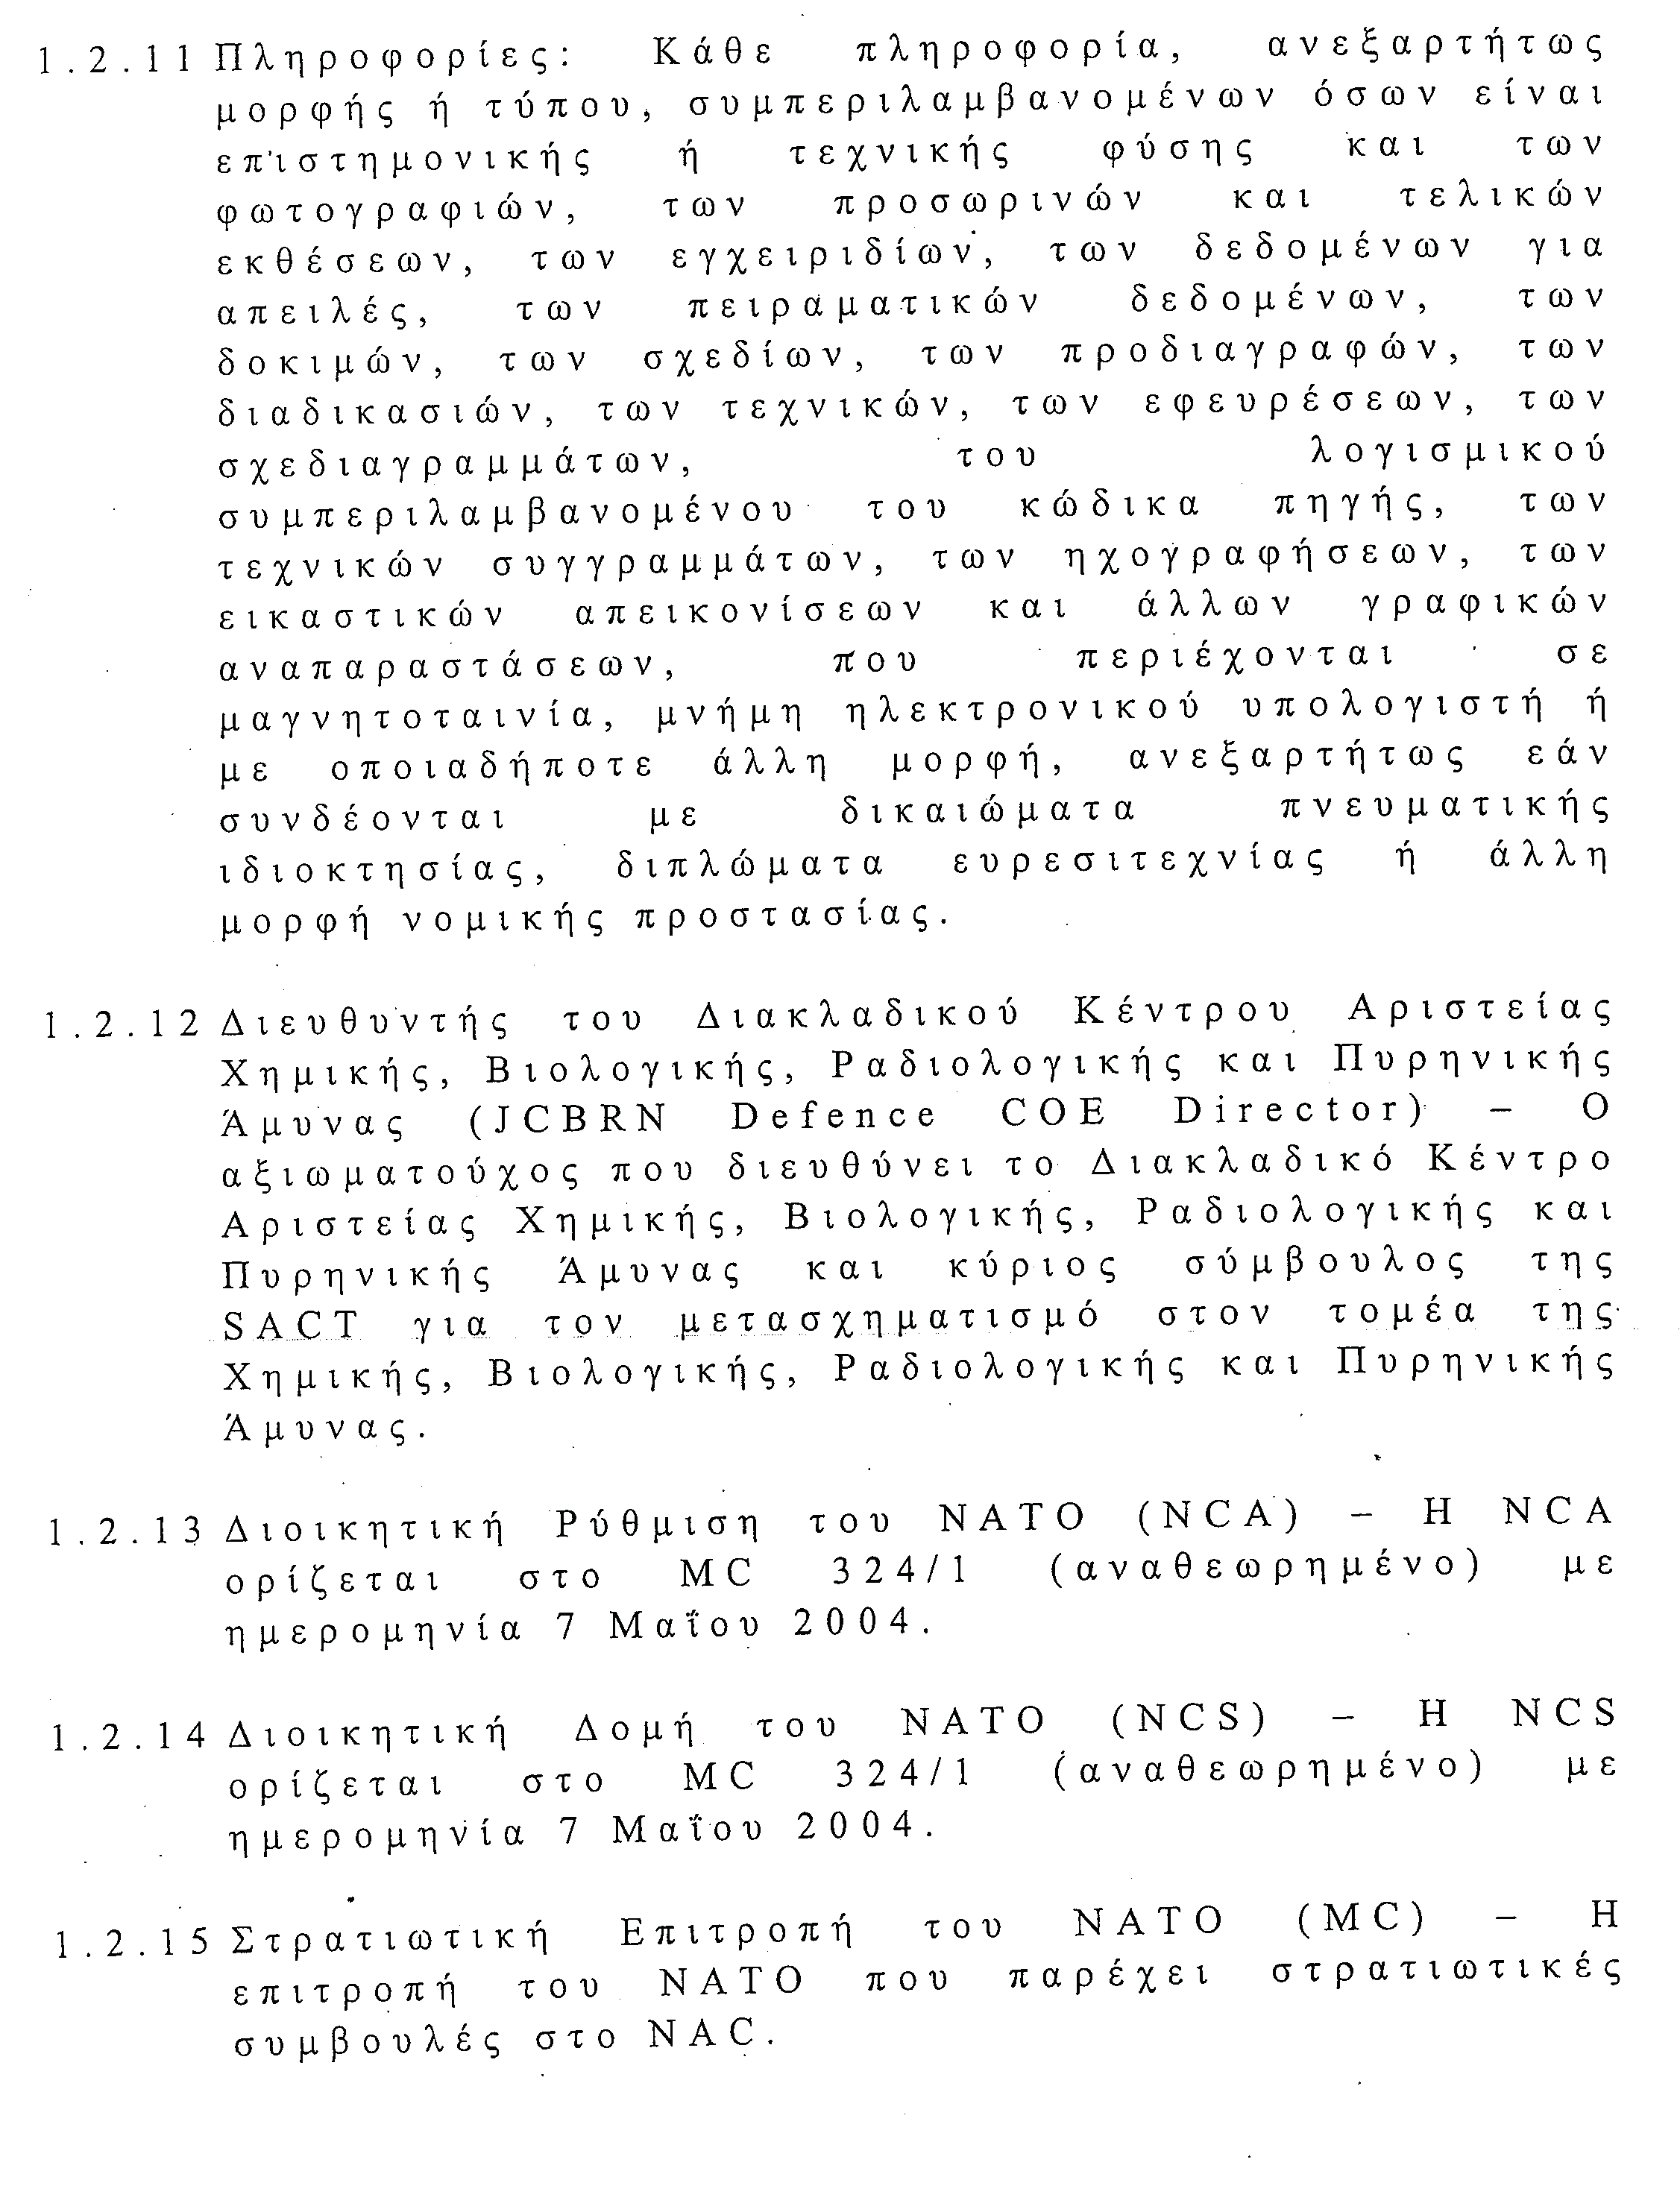 1.2.11 Πληροφορίες: Κάθε πληροφορία, ανεξαρτήτως
μορφής ή τύπου, συμπεριλαμβανομένων όσων είναι
επιστημονικής ή τεχνικής φύσης και των
φωτογραφιών, των προσωρινών και τελικών
εκθέσεων, των εγχειριδίων, των δεδομένων για
απειλές, των πειραματικών δεδομένων, των
δοκιμών, των σχεδίων, των προδιαγραφών, των
διαδικασιών, των τεχνικών, των εφευρέσεων, των
σχεδιαγραμμάτων, του λογισμικού
συμπεριλαμβανομένου του κώδικα πηγής, των
τεχνικών συγγραμμάτων, των ηχογραφήσεων, των
εικαστικών απεικονίσεων και άλλων γραφικών
αναπαραστάσεων, που περιέχονται σε
μαγνητοταινία, μνήμη ηλεκτρονικού υπολογιστή ή
με οποιαδήποτε άλλη μορφή, ανεξαρτήτως εάν
συνδέονται με δικαιώματα πνευματικής
ιδιοκτησίας, διπλώματα ευρεσιτεχνίας ή άλλη
μορφή νομικής προστασίας.
1.2.12 Διευθυντής του Διακλαδικού Κέντρου Αριστείας
Χημικής, Βιολογικής, Ραδιολογικής και Πυρηνικής
Άμυνας (JCBRN Defence COE Director) – Ο
αξιωματούχος που διευθύνει το Διακλαδικό Κέντρο
Αριστείας Χημικής, Βιολογικής, Ραδιολογικής και
Πυρηνικής Άμυνας και κύριος σύμβουλος της
SACT για τον μετασχηματισμό στον τομέα της
Χημικής, Βιολογικής, Ραδιολογικής και Πυρηνικής
Άμυνας.
1.2.13 Διοικητική Ρύθμιση του ΝΑΤΟ (NCA) – Η NCA
ορίζεται στο MC 324/1 (αναθεωρημένο) με
ημερομηνία 7 Μαΐου 2004.
1.2.14 Διοικητική Δομή του ΝΑΤΟ (NCS) – Η NCS
ορίζεται στο MC 324/1 (αναθεωρημένο) με
ημερομηνία 7 Μαΐου 2004.
1.2.15 Στρατιωτική Επιτροπή του ΝΑΤΟ (MC) – Η
επιτροπή του ΝΑΤΟ που παρέχει στρατιωτικές
συμβουλές στο NAC.